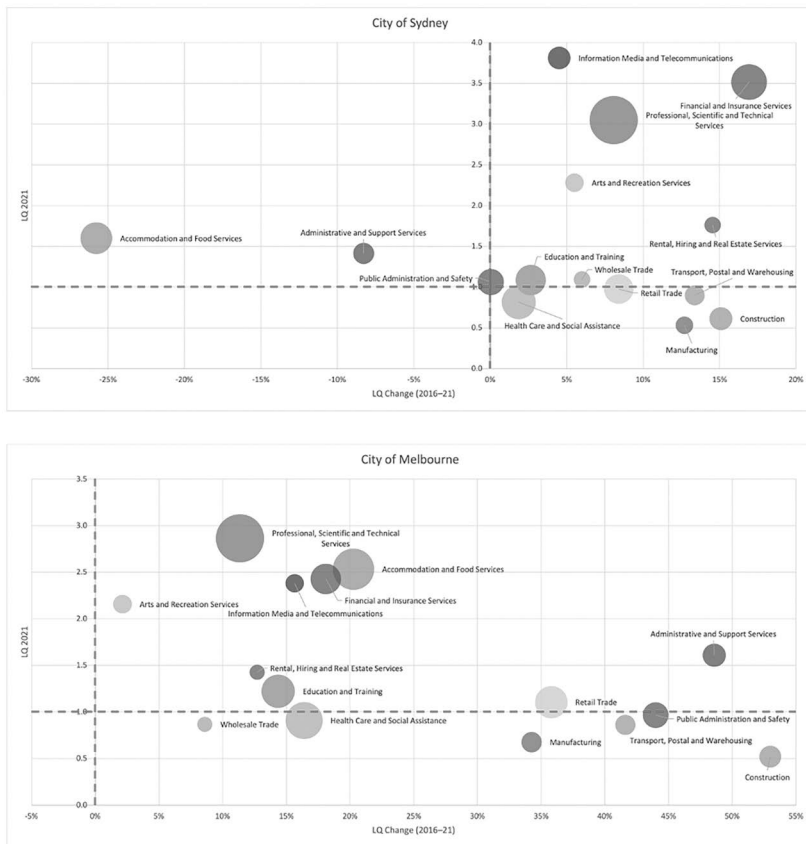 City of Sydney
4.0
3.5
3.0
2.5
2.0
1.5
1.0
0.5
0.0
LQ 2021
Information Media and Telecommunications
Financial and Insurance Services
Professional, Scientific and Technical
Services
Arts and Recreation Services
Rental, Hiring and Real Estate Services
Accommodation and Food Services
Administrative and Support Services
Education and Training
Public Administration and Safety
Wholesale Trade
Transport, Postal and Warehousing
Retail Trade
Health Care and Social Assistance
Construction
Manufacturing
-30% -25% -20% -15% -10% -5% 0% 5% 10% 15% 20%
LQ Change (2016–21)
City of Melbourne
3.5
3.0
2.5
2.0
1.5
1.0
0.5
0.0
LQ 2021
Professional, Scientific and Technical
Services
Accommodation and Food Services
Financial and Insurance Services
Information Media and Telecommunications
Arts and Recreation Services
Administrative and Support Services
Rental, Hiring and Real Estate Services
Education and Training
Retail Trade
Wholesale Trade
Health Care and Social Assistance
Public Administration and Safety
Manufacturing
Transport, Postal and Warehousing
Construction
-5% 0% 5% 10% 15% 20% 25% 30% 35% 40% 45% 50% 55%
LQ Change (2016–21)